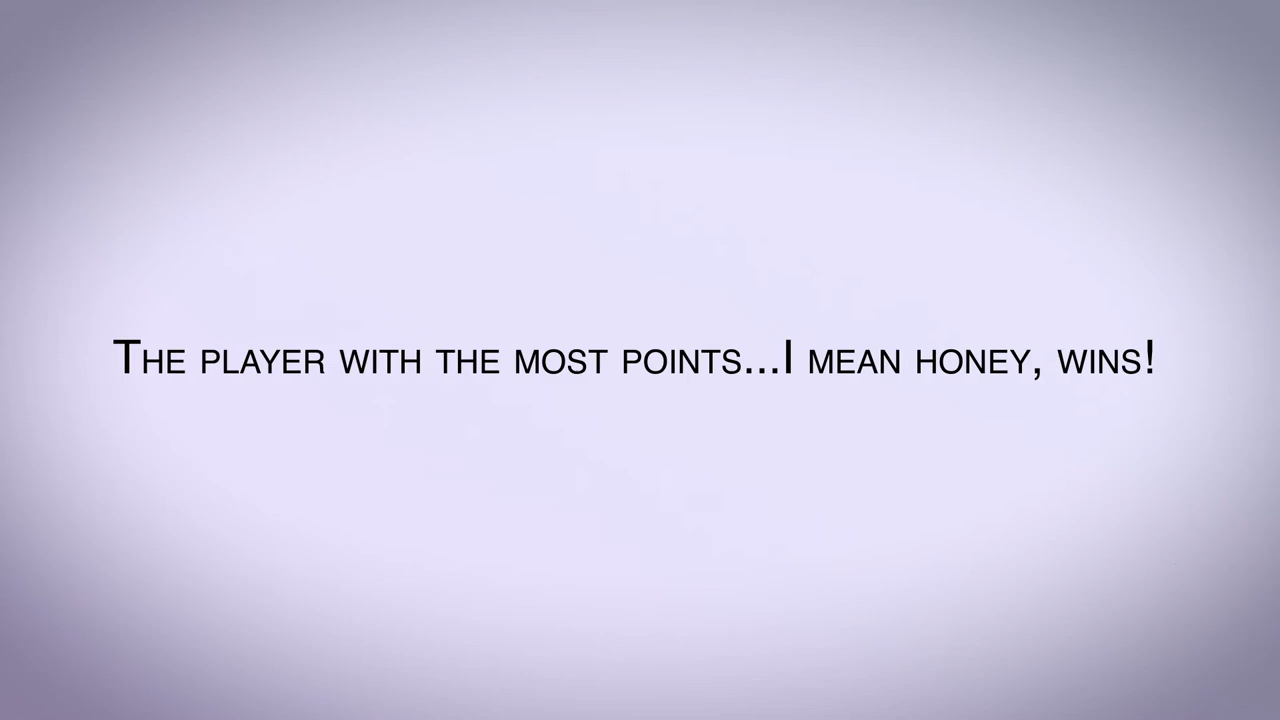 The player with the most points...I mean honey, wins!